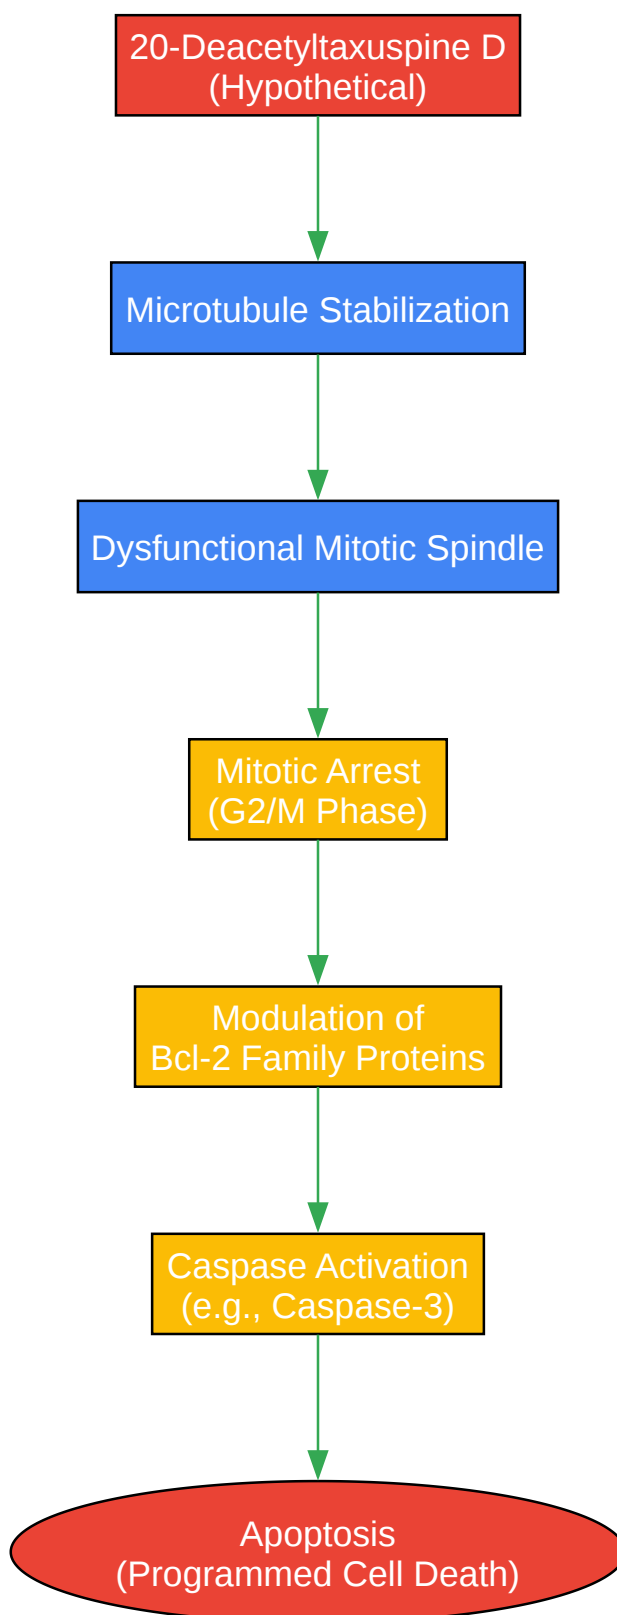 20-Deacetyltaxuspine D
(Hypothetical)
Microtubule Stabilization
Dysfunctional Mitotic Spindle
Mitotic Arrest
(G2/M Phase)
Modulation of
Bcl-2 Family Proteins
Caspase Activation
(e.g., Caspase-3)
Apoptosis
(Programmed Cell Death)